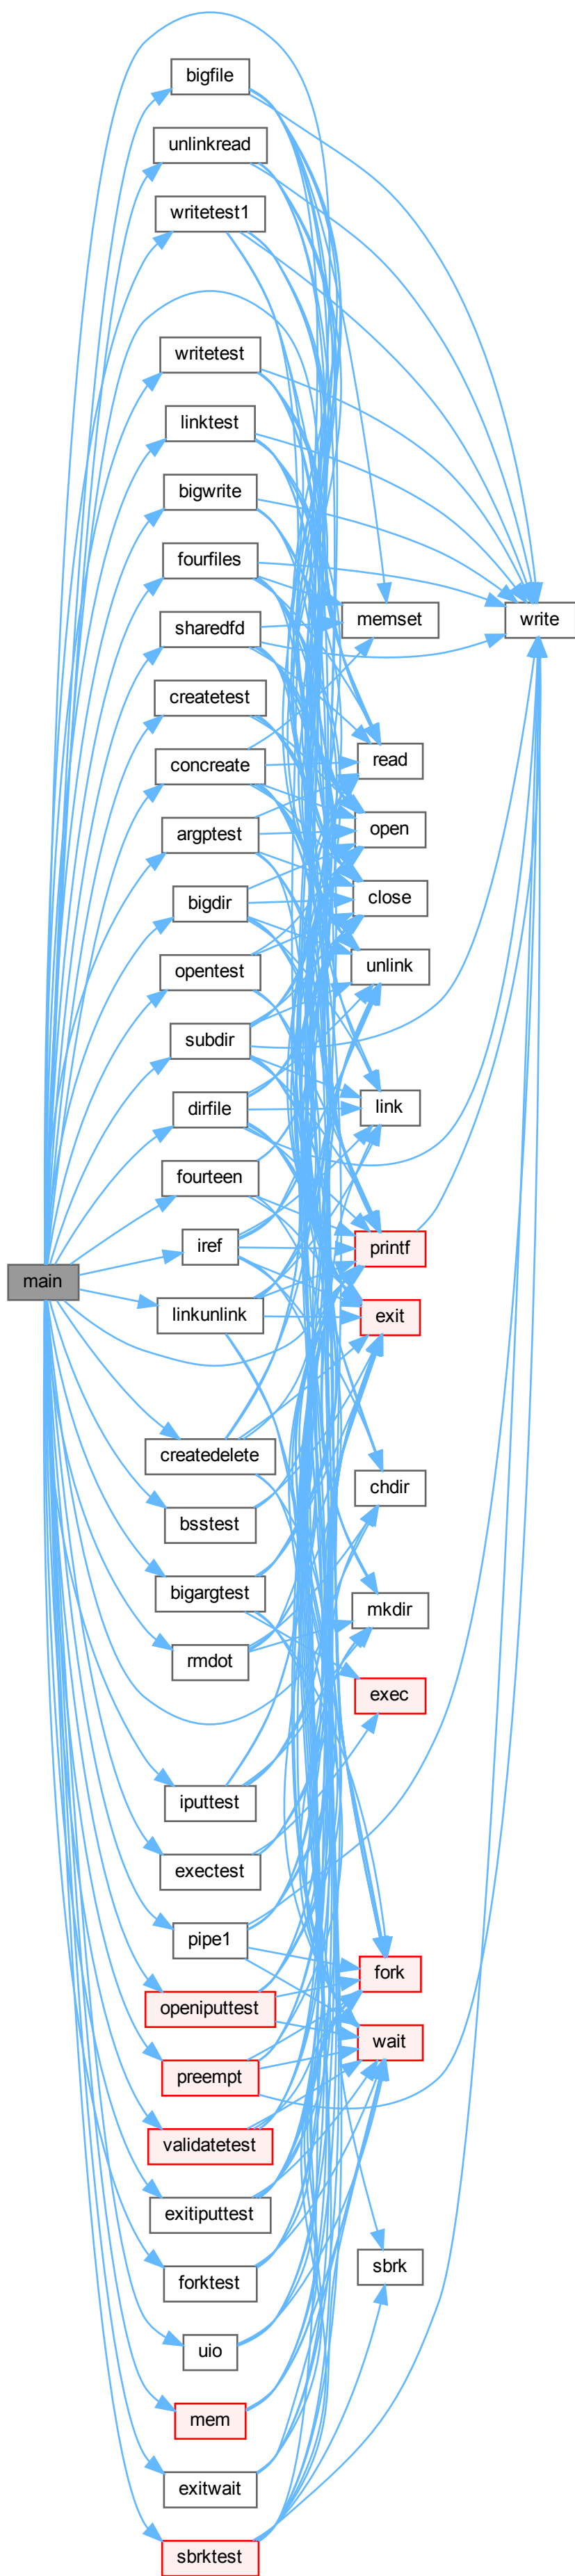 main
bigfile
unlinkread
writetest1
writetest
linktest
bigwrite
fourfiles
sharedfd
createtest
concreate
argptest
bigdir
opentest
subdir
dirfile
fourteen
iref
linkunlink
createdelete
bsstest
bigargtest
rmdot
iputtest
exectest
pipe1
openiputtest
preempt
validatetest
exitiputtest
forktest
uio
mem
exitwait
sbrktest
memset
read
open
close
unlink
link
printf
exit
chdir
mkdir
exec
fork
wait
sbrk
write